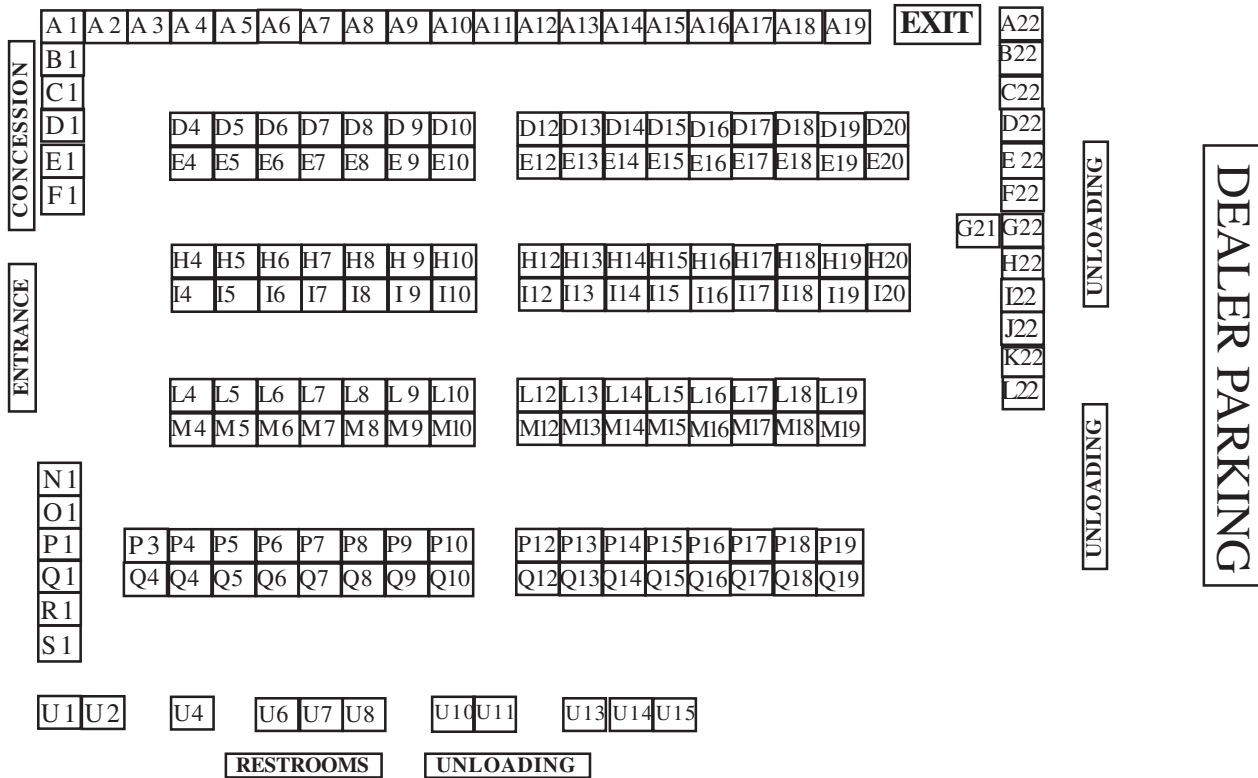 A 1 A 2 A 3 A 4 A 5 A6 A7 A8 A9 A10 A11 A12 A13 A14 A15 A16 A17 A18 A19 EXIT A22
B 1 B22
C 1 C22
D 1 D4 D5 D6 D7 D8 D 9 D10 D12 D13 D14 D15 D16 D17 D18 D19 D20 D22
E 1 E4 E5 E6 E7 E8 E 9 E10 E12 E13 E14 E15 E16 E17 E18 E19 E20 E 22
F 1 F22
CONCESSION
UNLOADING
G21 G22
H4 H5 H6 H7 H8 H 9 H10 H12 H13 H14 H15 H16 H17 H18 H19 H20 H22
I4 I5 I6 I7 I8 I 9 I10 I12 I13 I14 I15 I16 I17 I18 I19 I20 I22
J22
K22
ENTRANCE
DEALER PARKING
L4 L5 L6 L7 L8 L 9 L10 L12 L13 L14 L15 L16 L17 L18 L19 L22
M 4 M 5 M 6 M 7 M 8 M9 M10 M12 M13 M14 M15 M16 M17 M18 M19
UNLOADING
N 1
O 1
P 1 P 3 P4 P5 P6 P7 P8 P9 P10 P12 P13 P14 P15 P16 P17 P18 P19
Q 1 Q4 Q4 Q5 Q6 Q7 Q8 Q9 Q10 Q12 Q13 Q14 Q15 Q16 Q17 Q18 Q19
R 1
S 1
U 1 U 2 U4 U6 U7 U8 U10 U11 U13 U14 U15
RESTROOMS UNLOADING